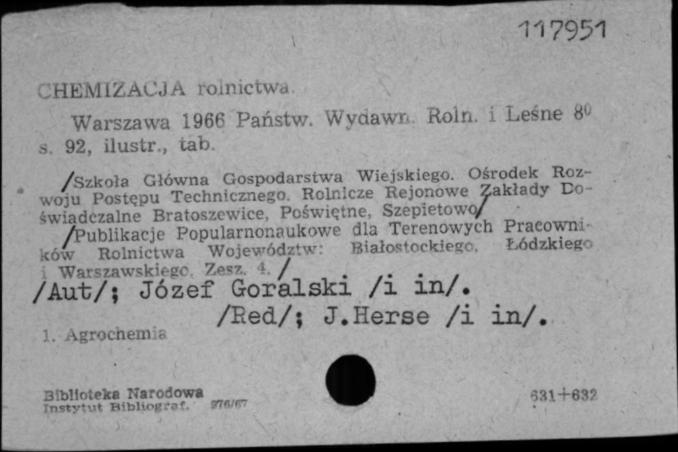 117951
CHEMIZACJA rolnictwa.
Warszawa 1966 Państw. Wydawn. Roln. i Leśne 8⁰
s. 92, ilustr., tab.
/Szkoła Główna Gospodarstwa Wiejskiego. Ośrodek Roz-
woju Postępu Technicznego. Rolnicze Rejonowe Zakłady Do-
świadczalne Bratoszewice, Poświętne, Szepietowo/
/Publikacje Popularnonaukowe dla Terenowych Pracowni-
ków Rolnictwa Województw: Białostockiego, Łódzkiego
i Warszawskiego. Zesz. 4. /
/Aut/; Józef Goralski /i in/.
/Red/; J.Herse /i in/.
1. Agrochemia
Biblioteka Narodowa
Instytut Bibliograf. 976/67
631+632